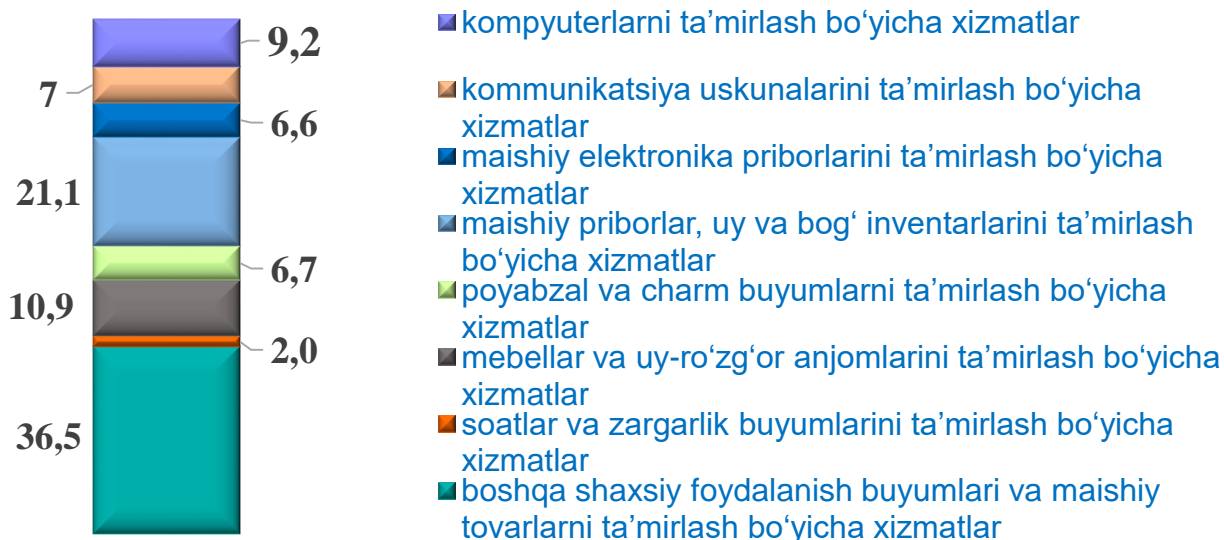 9,2
7
6,6
21,1
6,7
10,9
2,0
36,5
kompyuterlarni ta’mirlash bo‘yicha xizmatlar
kommunikatsiya uskunalarini ta’mirlash bo‘yicha
xizmatlar
maishiy elektronika priborlarini ta’mirlash bo‘yicha
xizmatlar
maishiy priborlar, uy va bog‘ inventarlarini ta’mirlash
bo‘yicha xizmatlar
poyabzal va charm buyumlarni ta’mirlash bo‘yicha
xizmatlar
mebellar va uy-ro‘zg‘or anjomlarini ta’mirlash bo‘yicha
xizmatlar
soatlar va zargarlik buyumlarini ta’mirlash bo‘yicha
xizmatlar
boshqa shaxsiy foydalanish buyumlari va maishiy
tovarlarni ta’mirlash bo‘yicha xizmatlar